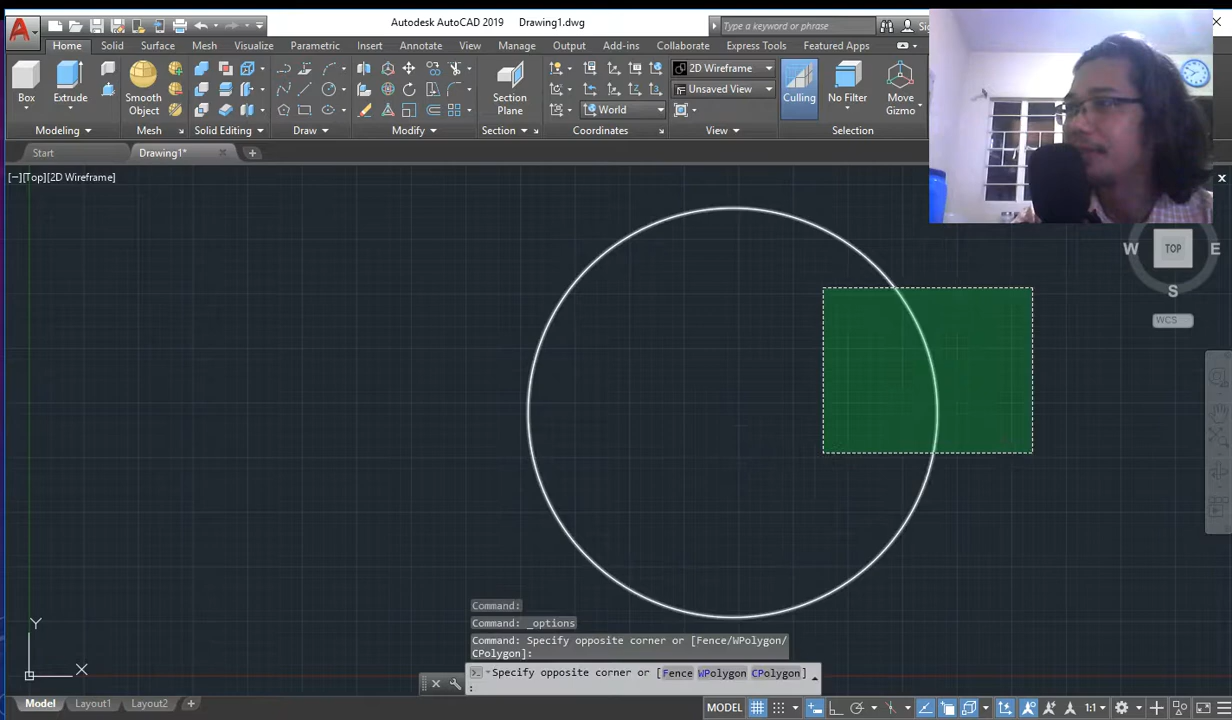 Autodesk AutoCAD 2019 Drawing1.dwg
Type a keyword or phrase
Home Solid Surface Mesh Visualize Parametric Insert Annotate View Manage Output Add-ins Collaborate Express Tools Featured Apps
Box
Extrude
Smooth
Object
Section
Plane
2D Wireframe
Unsaved View
World
Culling
No Filter
Move
Gizmo
Modeling
Mesh
Solid Editing
Draw
Modify
Section
Coordinates
View
Selection
Start
Drawing1*
[−][Top][2D Wireframe]
W TOP E
S
WCS
Y
X
Command:
Command: _options
Command: Specify opposite corner or [Fence/WPolygon/
CPolygon]:
Specify opposite corner or [Fence WPolygon CPolygon]
:
Model Layout1 Layout2
MODEL
1:1